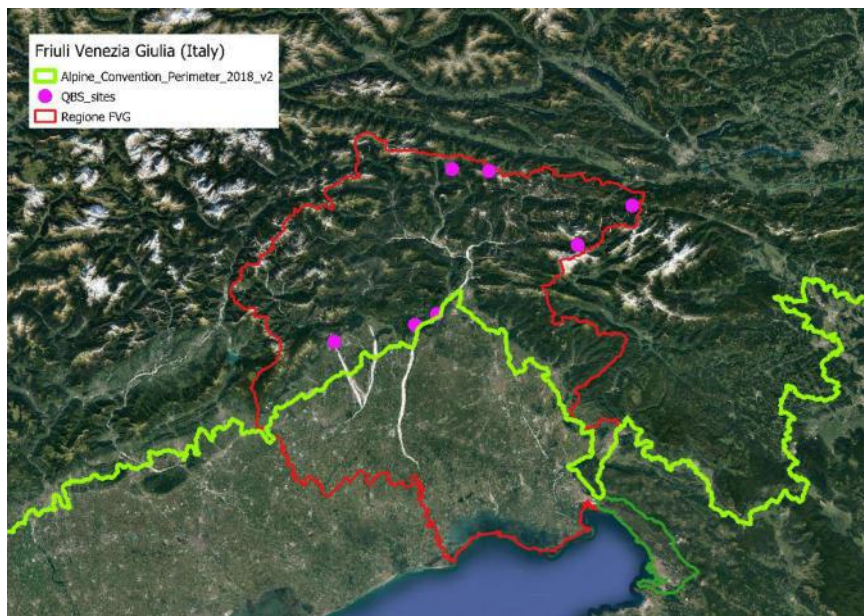 Friuli Venezia Giulia (Italy)
Alpine_Convention_Perimeter_2018_v2
QBS_sites
Regione FVG